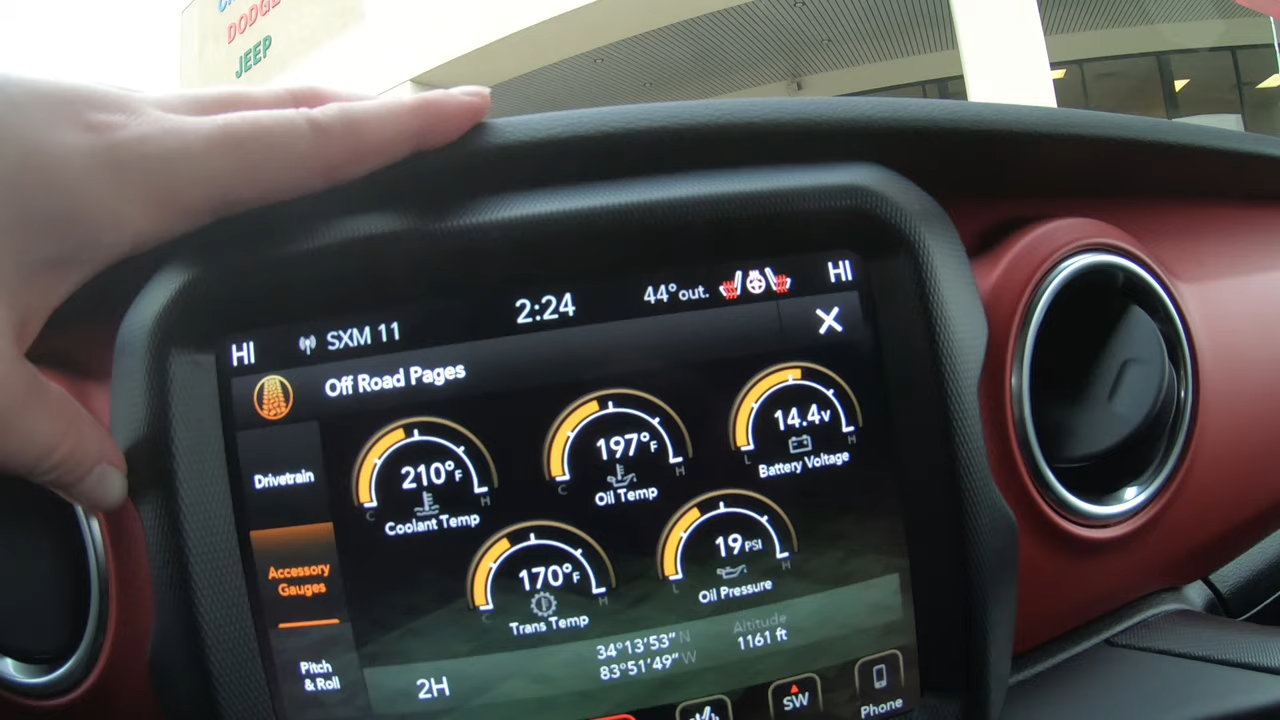 DODGE
JEEP
HI
SXM 11
2:24
44° out.
HI
Off Road Pages
Drivetrain
Accessory
Gauges
Pitch
& Roll
210°F
C H
Coolant Temp
197°F
C H
Oil Temp
14.4v
L H
Battery Voltage
170°F
C H
Trans Temp
19 PSI
L H
Oil Pressure
2H
34°13'53" N
83°51'49" W
Altitude
1161 ft
SW
Phone